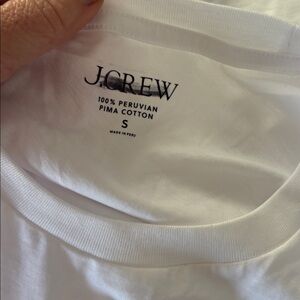 J.CREW
100% PERUVIAN
PIMA COTTON
S
MADE IN PERU